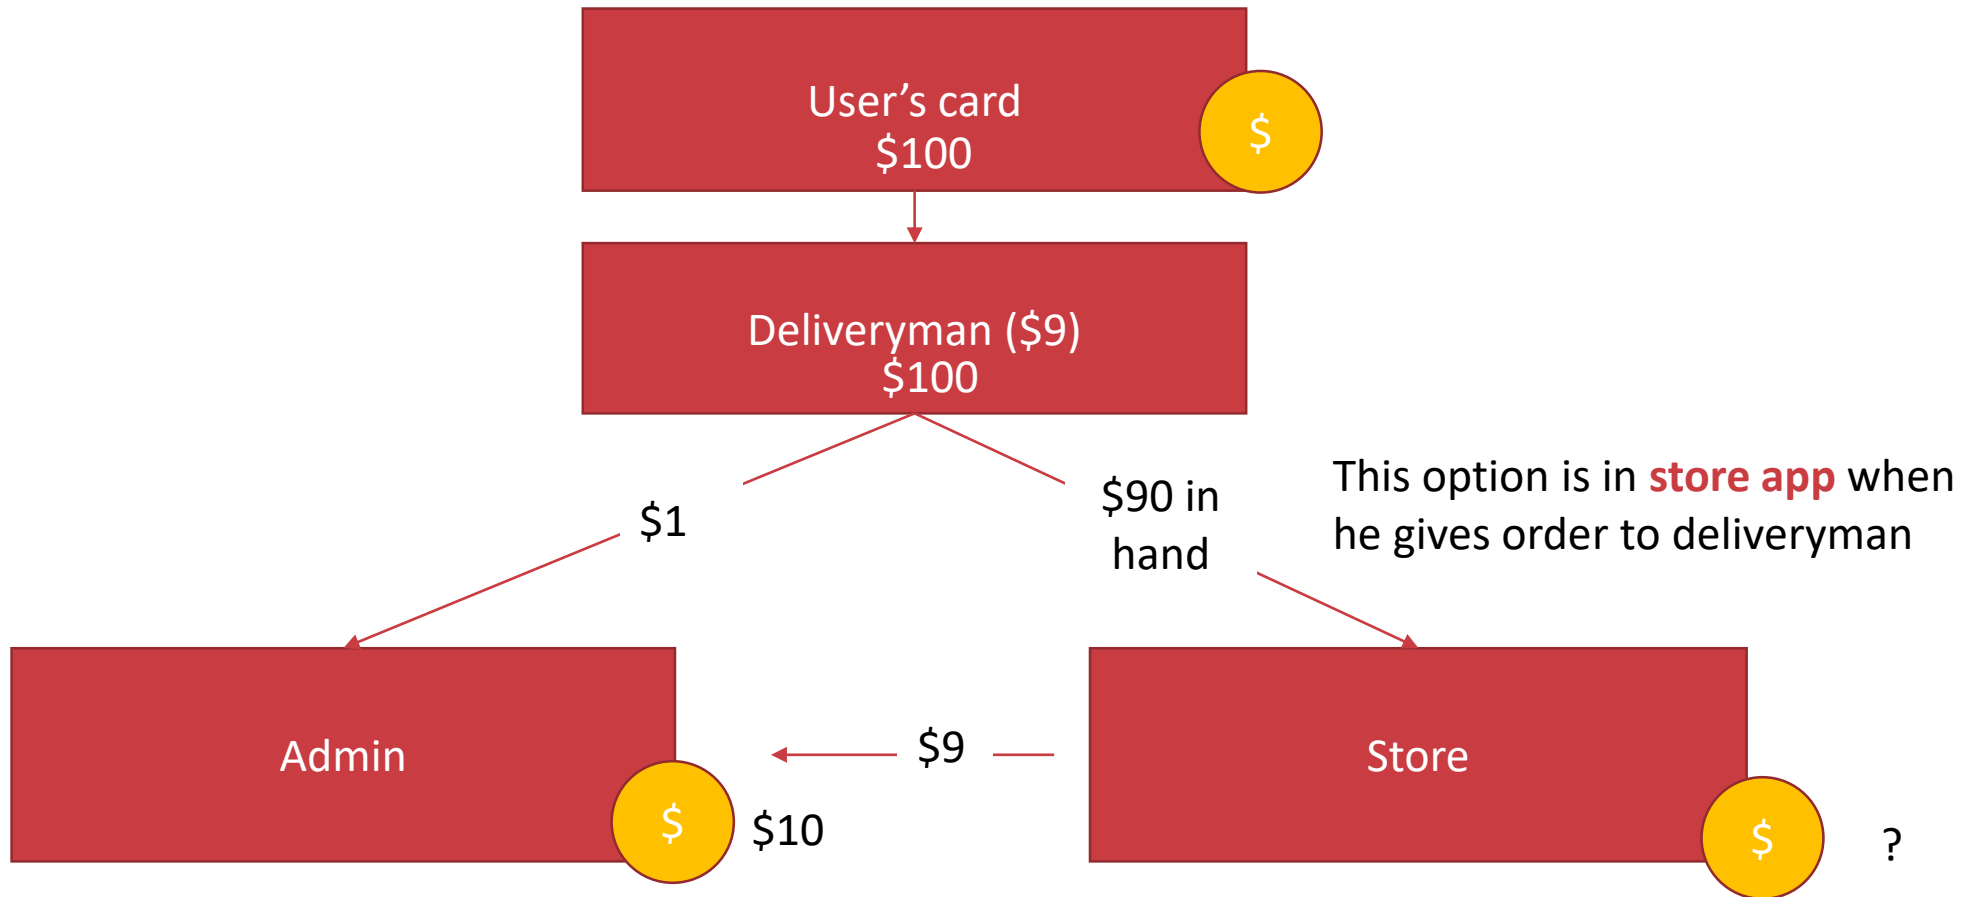 User’s card
$100
$
Deliveryman ($9)
$100
$1
$90 in
hand
This option is in store app when
he gives order to deliveryman
Admin
$
$10
$9
Store
$
?